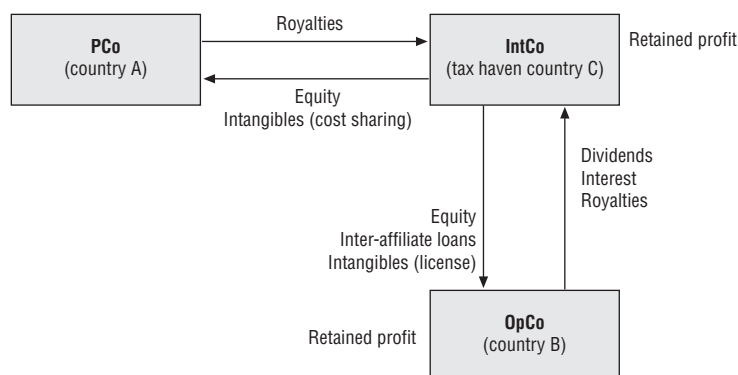 PCo
(country A)
Royalties
Equity
Intangibles (cost sharing)
IntCo
(tax haven country C)
Retained profit
Equity
Inter-affiliate loans
Intangibles (license)
Dividends
Interest
Royalties
Retained profit
OpCo
(country B)